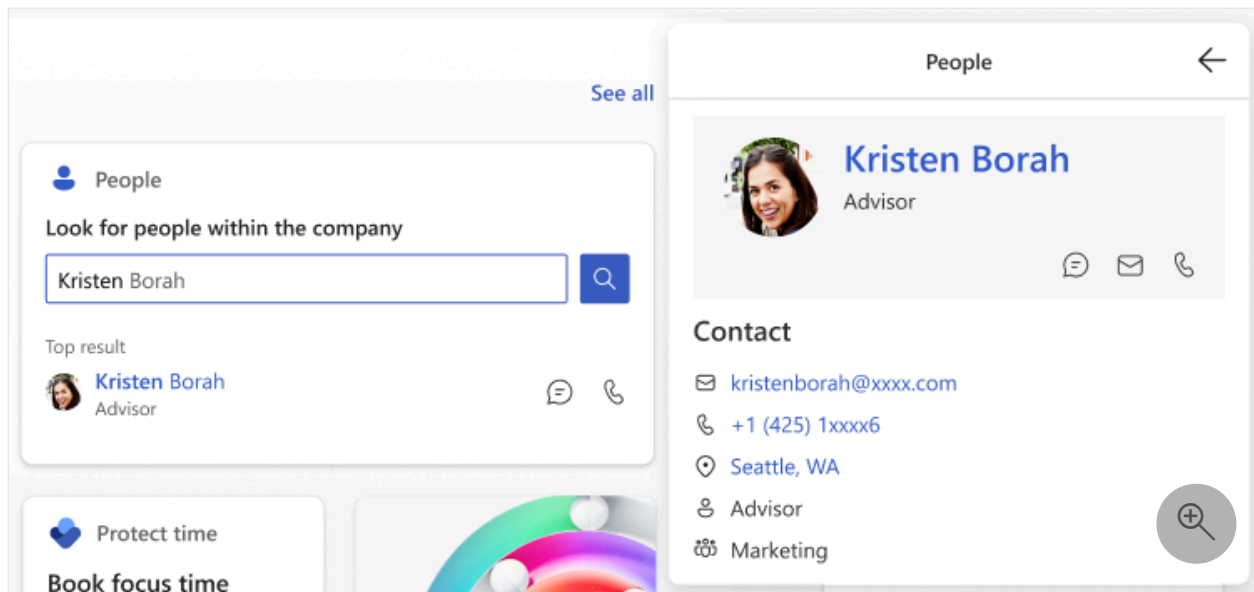 See all
People
Look for people within the company
Kristen Borah
Top result
Kristen Borah
Advisor
Protect time
Book focus time
People
Kristen Borah
Advisor
Contact
kristenborah@xxxx.com
+1 (425) 1xxxx6
Seattle, WA
Advisor
Marketing